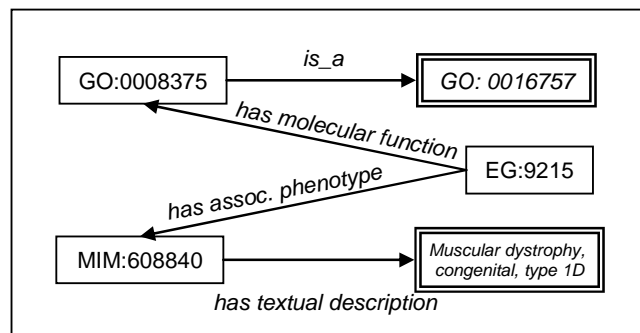 is_a
GO:0008375
GO: 0016757
has molecular function
EG:9215
has assoc. phenotype
MIM:608840
Muscular dystrophy,
congenital, type 1D
has textual description